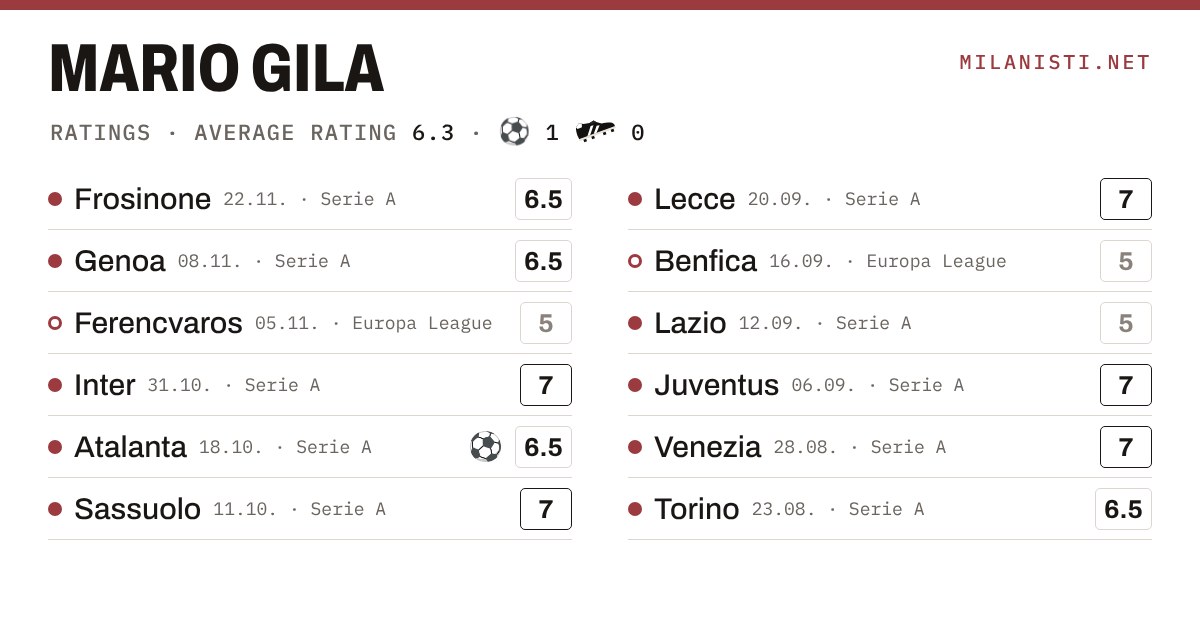 MARIO GILA
MILANISTI.NET
RATINGS · AVERAGE RATING 6.3 · ⚽ 1 0
Frosinone 22.11. · Serie A 6.5
Genoa 08.11. · Serie A 6.5
Ferencvaros 05.11. · Europa League 5
Inter 31.10. · Serie A 7
Atalanta 18.10. · Serie A ⚽ 6.5
Sassuolo 11.10. · Serie A 7
Lecce 20.09. · Serie A 7
Benfica 16.09. · Europa League 5
Lazio 12.09. · Serie A 5
Juventus 06.09. · Serie A 7
Venezia 28.08. · Serie A 7
Torino 23.08. · Serie A 6.5